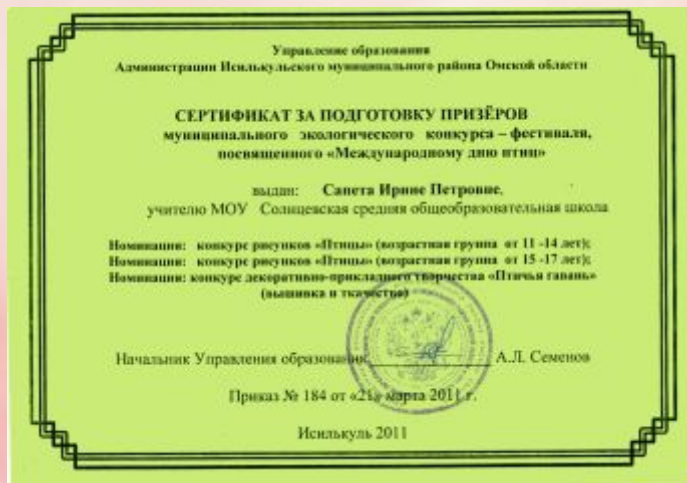 Управление образования
Администрации Исилькульского муниципального района Омской области
СЕРТИФИКАТ ЗА ПОДГОТОВКУ ПРИЗЁРОВ
муниципального экологического конкурса – фестиваля,
посвященного «Международному дню птиц»
выдан: Сапета Ирине Петровне,
учителю МОУ Солнцевская средняя общеобразовательная школа
Номинация: конкурс рисунков «Птицы» (возрастная группа от 11 -14 лет);
Номинация: конкурс рисунков «Птицы» (возрастная группа от 15 -17 лет);
Номинация: конкурс декоративно-прикладного творчества «Птичья гавань»
(вышивка и ткачество)
Начальник Управления образования А.Л. Семенов
Приказ № 184 от «21» марта 2011 г.
Исилькуль 2011